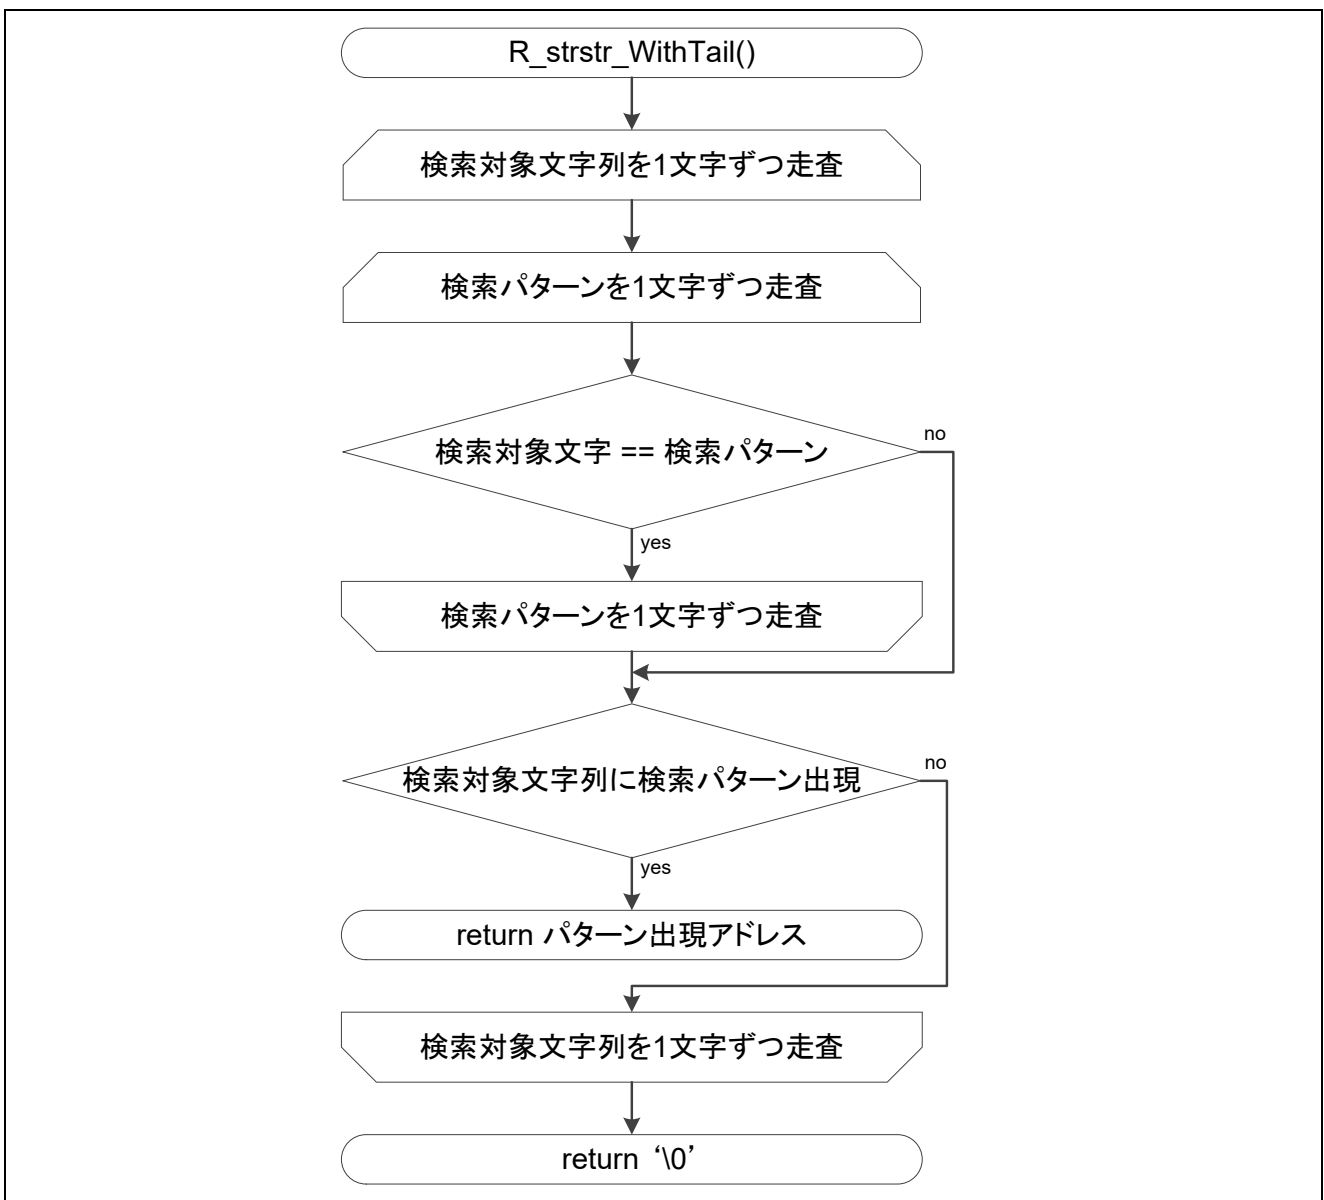 R_strstr_WithTail()
検索対象文字列を1文字ずつ走査
検索パターンを1文字ずつ走査
検索対象文字 == 検索パターン
no
yes
検索パターンを1文字ずつ走査
検索対象文字列に検索パターン出現
no
yes
return パターン出現アドレス
検索対象文字列を1文字ずつ走査
return ‘\0’